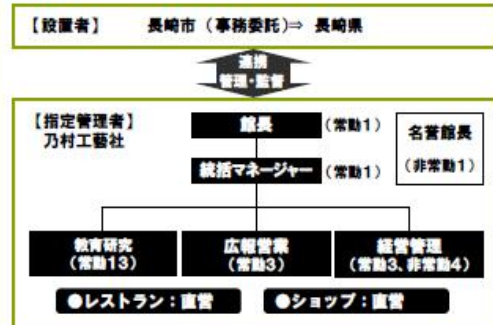 【設置者】 長崎市(事務委託)⇒ 長崎県
連携
管理・監督
【指定管理者】
乃村工藝社
館長 (常勤1)
統括マネージャー (常勤1)
名誉館長
(非常勤1)
教育研究
(常勤13)
広報営業
(常勤3)
経営管理
(常勤3、非常勤4)
●レストラン:直営 ●ショップ:直営